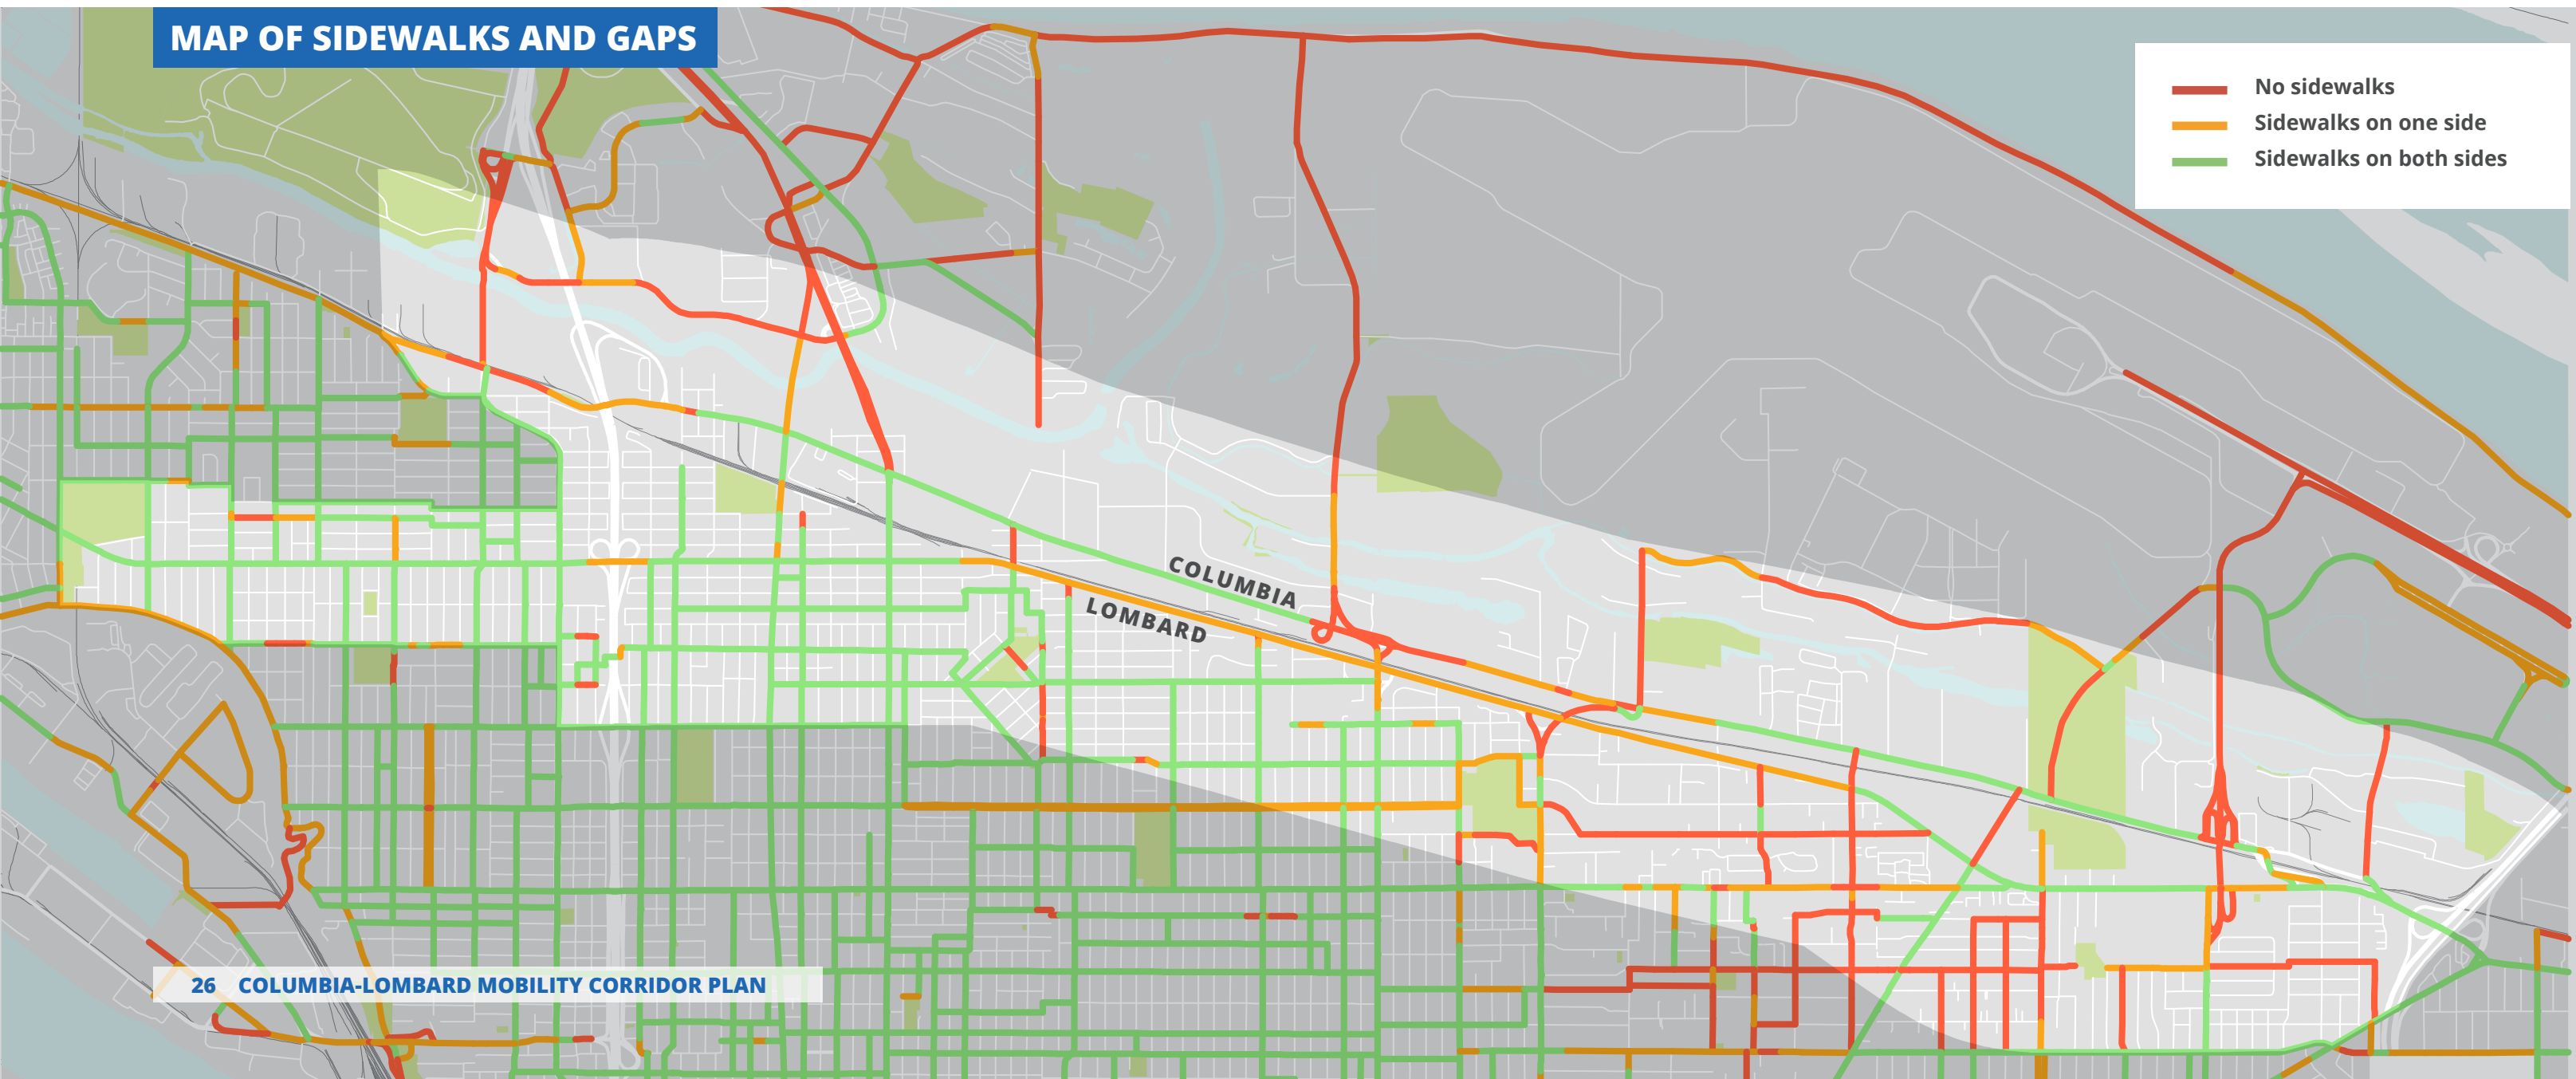 MAP OF SIDEWALKS AND GAPS
No sidewalks
Sidewalks on one side
Sidewalks on both sides
COLUMBIA
LOMBARD
26 COLUMBIA-LOMBARD MOBILITY CORRIDOR PLAN